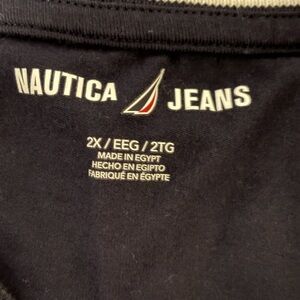 NAUTICA JEANS
2X / EEG / 2TG
MADE IN EGYPT
HECHO EN EGIPTO
FABRIQUÉ EN ÉGYPTE